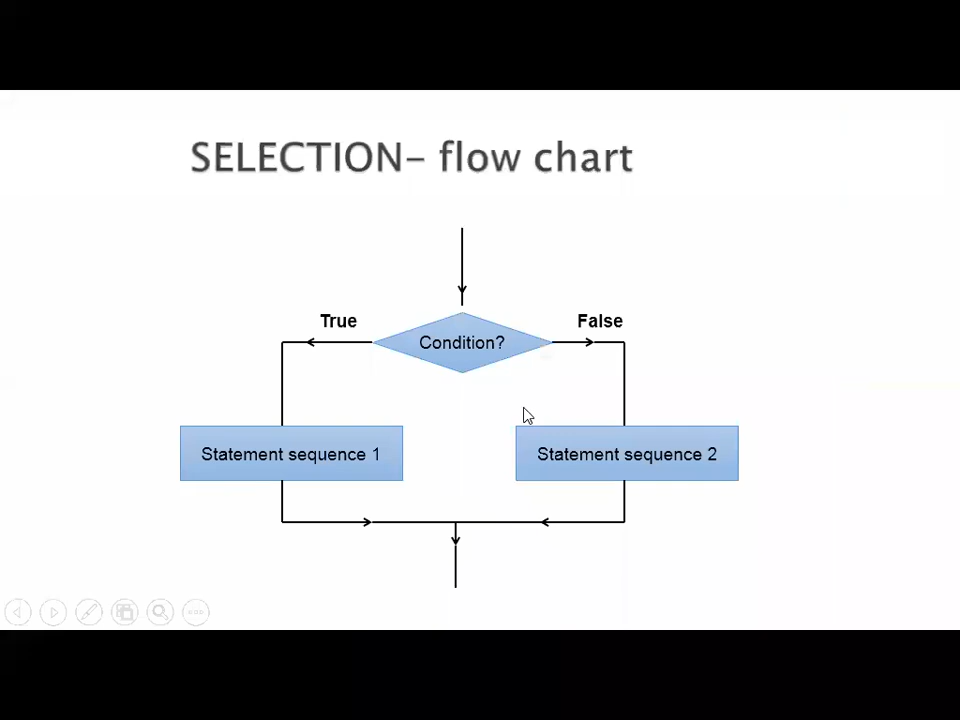 SELECTION- flow chart
True
False
Condition?
Statement sequence 1
Statement sequence 2